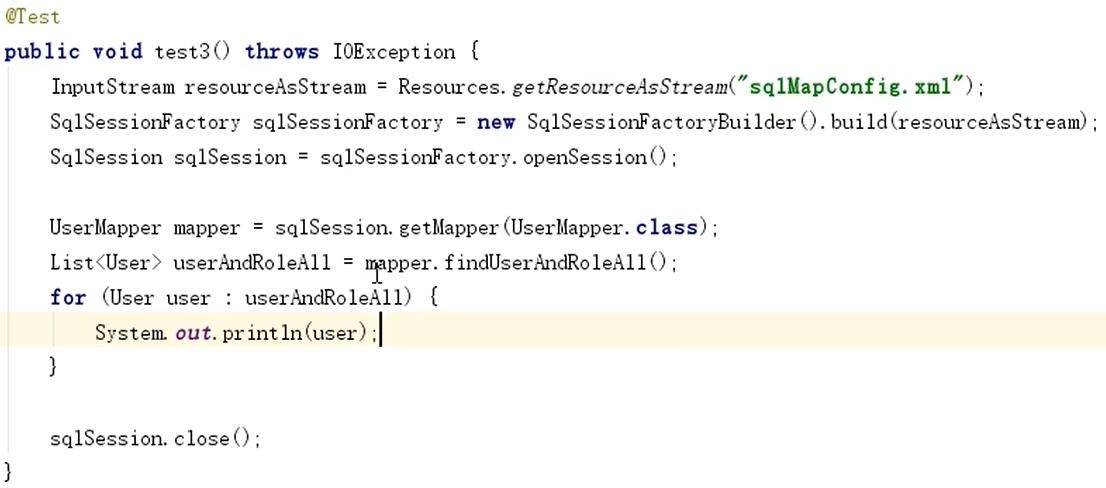 @Test
public void test3() throws IOException {
InputStream resourceAsStream = Resources.getResourceAsStream("sqlMapConfig.xml");
SqlSessionFactory sqlSessionFactory = new SqlSessionFactoryBuilder().build(resourceAsStream);
SqlSession sqlSession = sqlSessionFactory.openSession();
UserMapper mapper = sqlSession.getMapper(UserMapper.class);
List<User> userAndRoleAll = mapper.findUserAndRoleAll();
for (User user : userAndRoleAll) {
System.out.println(user);
}
sqlSession.close();
}